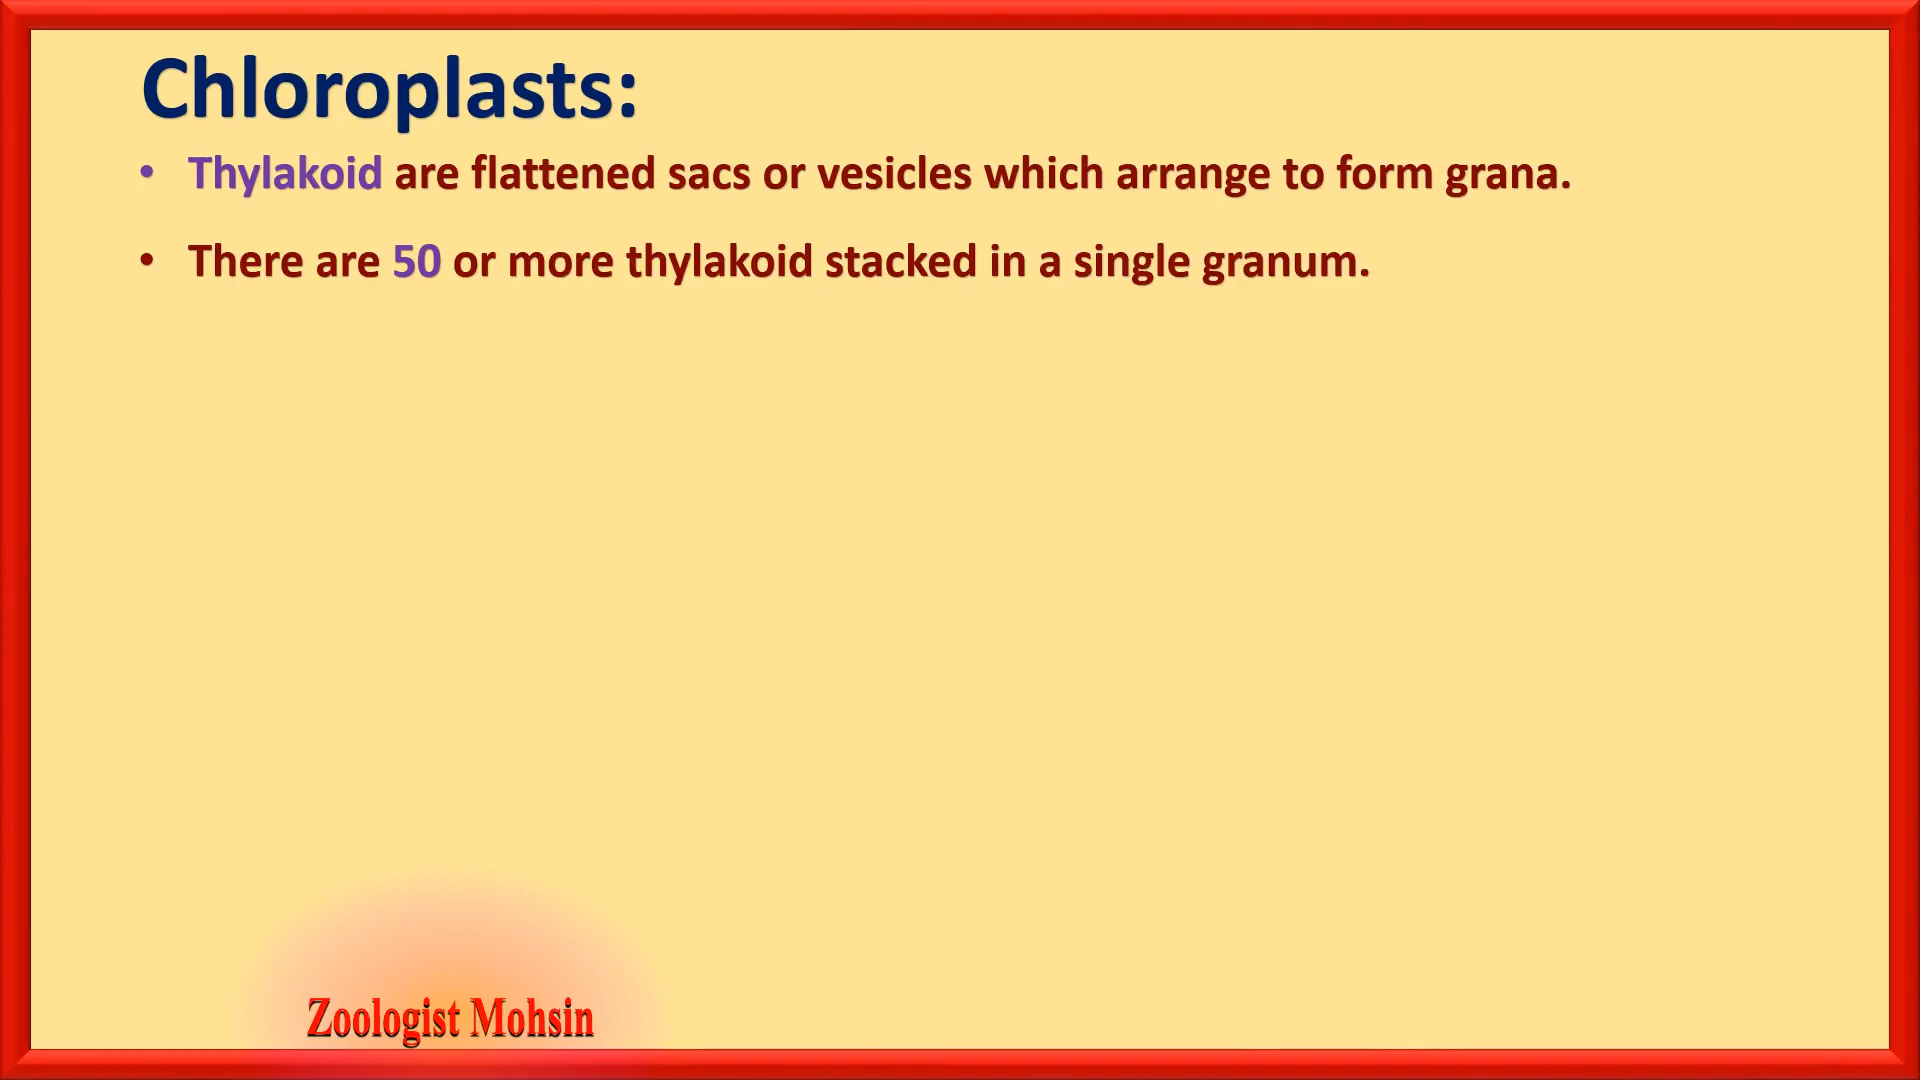 Chloroplasts:
• Thylakoid are flattened sacs or vesicles which arrange to form grana.
• There are 50 or more thylakoid stacked in a single granum.
Zoologist Mohsin